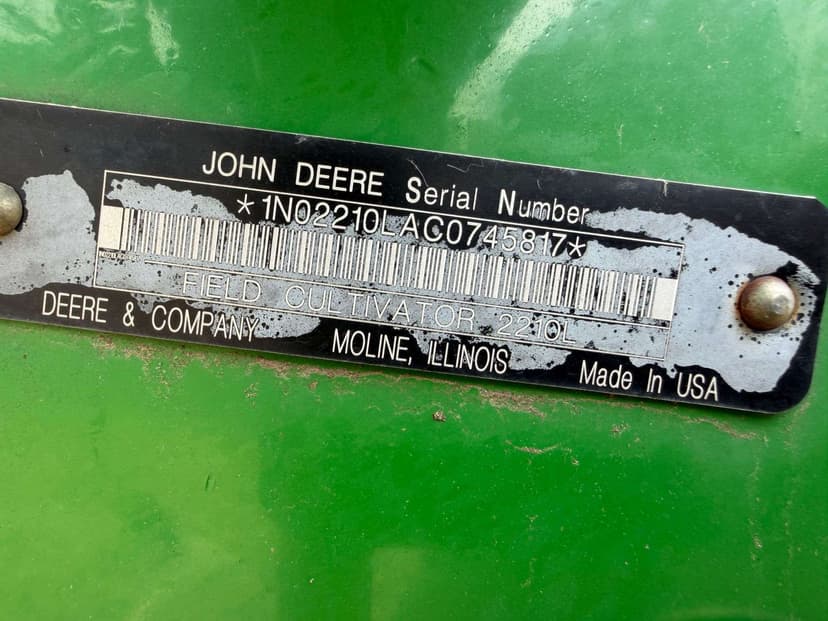 JOHN DEERE Serial Number
*1N02210LAC0745817*
FIELD CULTIVATOR 2210L
DEERE & COMPANY MOLINE, ILLINOIS Made In USA